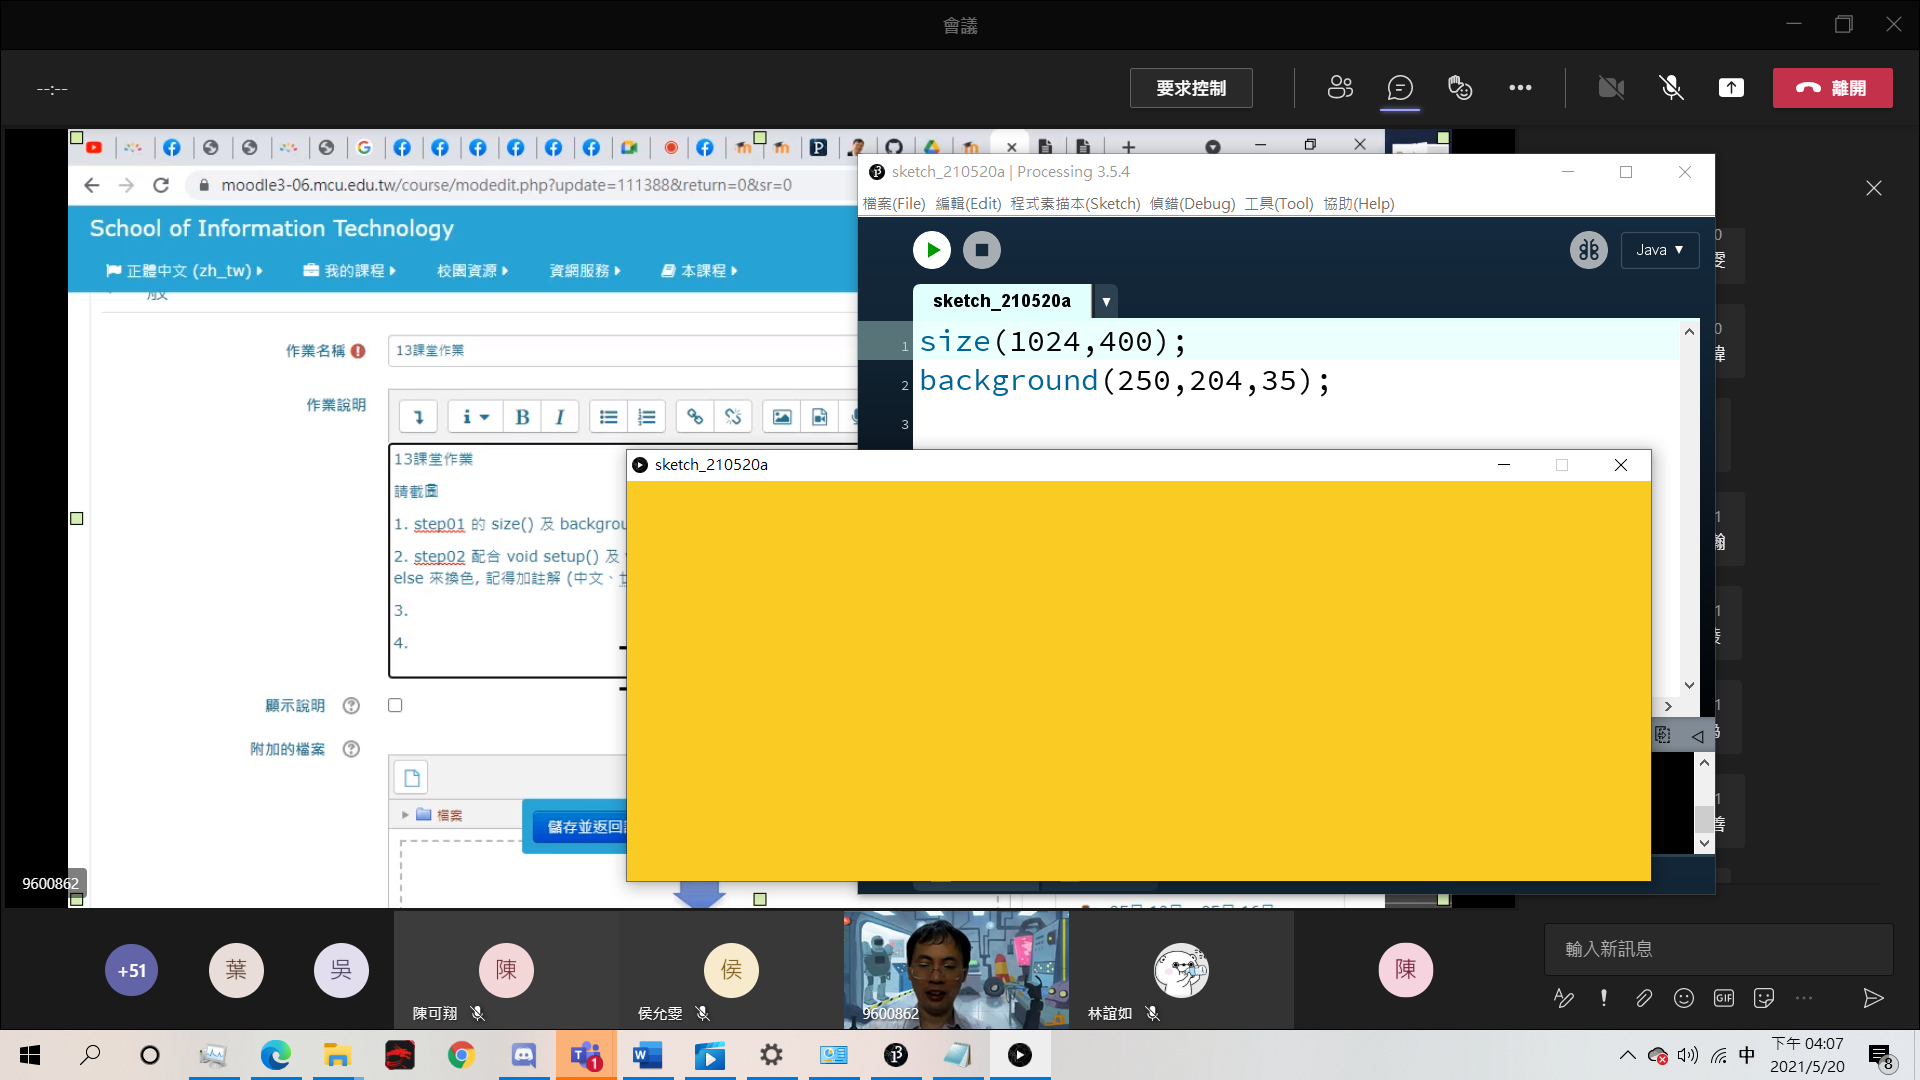 會議
--:--
要求控制
離開
moodle3-06.mcu.edu.tw/course/modedit.php?update=111388&return=0&sr=0
School of Information Technology
正體中文 (zh_tw)
我的課程
校園資源
資網服務
本課程
作業名稱
13課堂作業
作業說明
13課堂作業
請截圖
1. step01 的 size() 及
2. step02 配合 void setup() 及
else 來換色, 記得加註解 (中文、
3.
4.
顯示說明
附加的檔案
檔案
儲存並返回
sketch_210520a | Processing 3.5.4
檔案(File) 編輯(Edit) 程式素描本(Sketch) 偵錯(Debug) 工具(Tool) 協助(Help)
Java
sketch_210520a
1 size(1024,400);
2 background(250,204,35);
3
sketch_210520a
9600862
+51
葉
吳
陳
陳可翔
侯
侯允雯
9600862
林誼如
陳
輸入新訊息
GIF
中
下午 04:07
2021/5/20
8